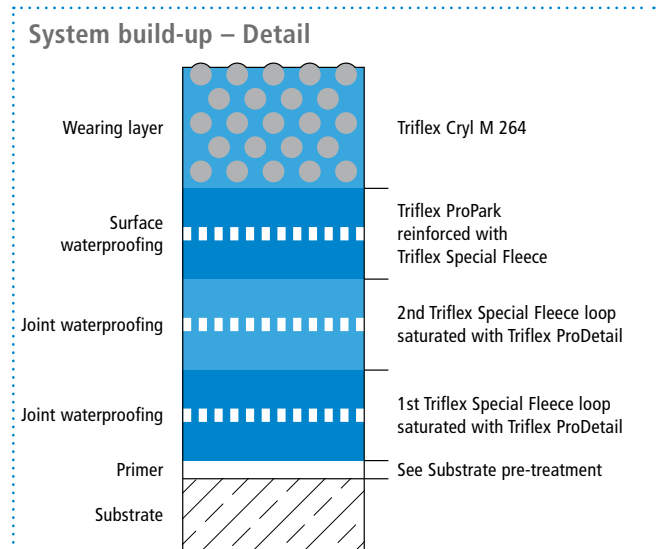 System build-up – Detail
Wearing layer
Triflex Cryl M 264
Surface
waterproofing
Triflex ProPark
reinforced with
Triflex Special Fleece
Joint waterproofing
2nd Triflex Special Fleece loop
saturated with Triflex ProDetail
Joint waterproofing
1st Triflex Special Fleece loop
saturated with Triflex ProDetail
Primer
See Substrate pre-treatment
Substrate